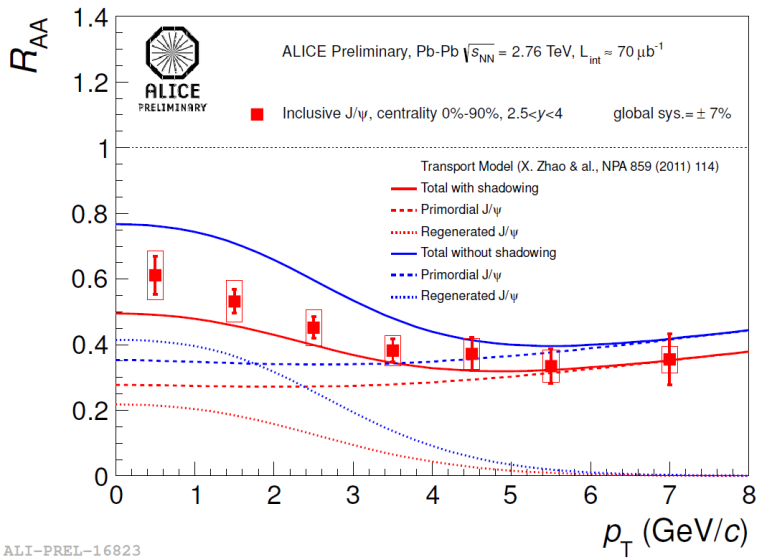 R_AA
1.4
1.2
1
0.8
0.6
0.4
0.2
0
ALICE
PRELIMINARY
ALICE Preliminary, Pb-Pb √s_NN = 2.76 TeV, L_int ≈ 70 μb⁻¹
Inclusive J/ψ, centrality 0%-90%, 2.5<y<4 global sys.= ± 7%
Transport Model (X. Zhao & al., NPA 859 (2011) 114)
Total with shadowing
Primordial J/ψ
Regenerated J/ψ
Total without shadowing
Primordial J/ψ
Regenerated J/ψ
0 1 2 3 4 5 6 7 8
p_T (GeV/c)
ALI-PREL-16823